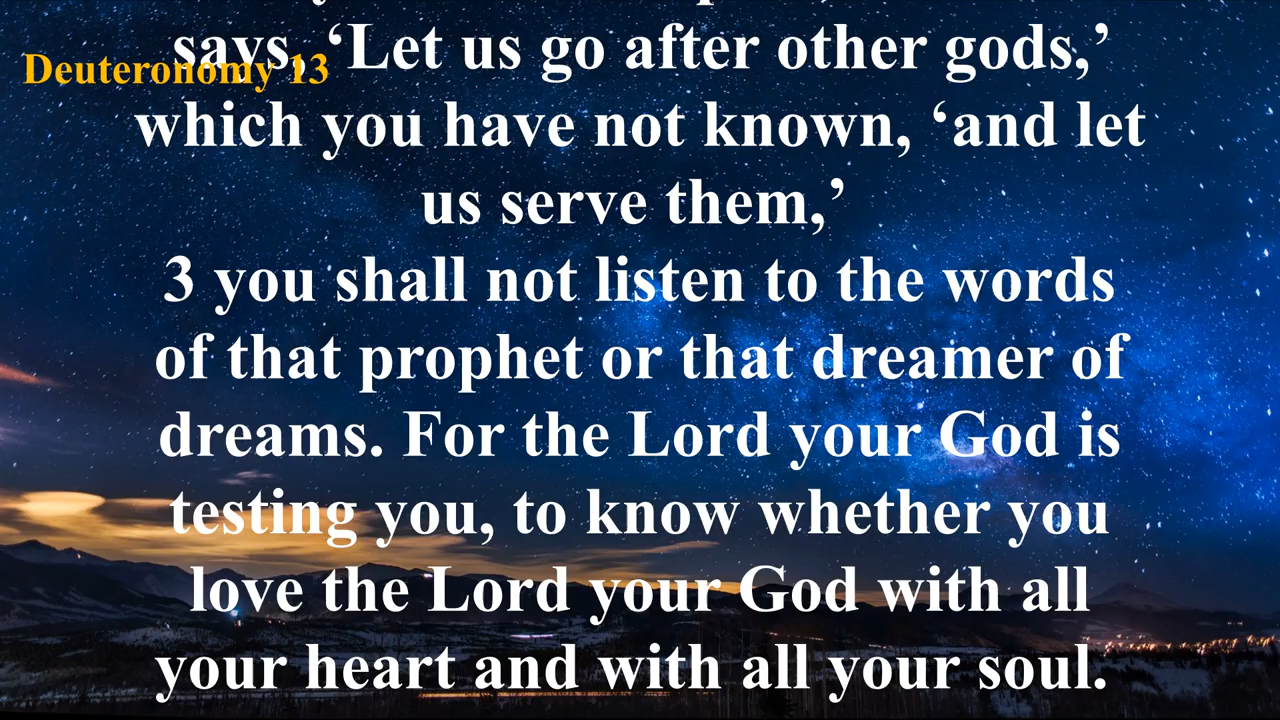 says, ‘Let us go after other gods,’
Deuteronomy 13
which you have not known, ‘and let
us serve them,’
3 you shall not listen to the words
of that prophet or that dreamer of
dreams. For the Lord your God is
testing you, to know whether you
love the Lord your God with all
your heart and with all your soul.